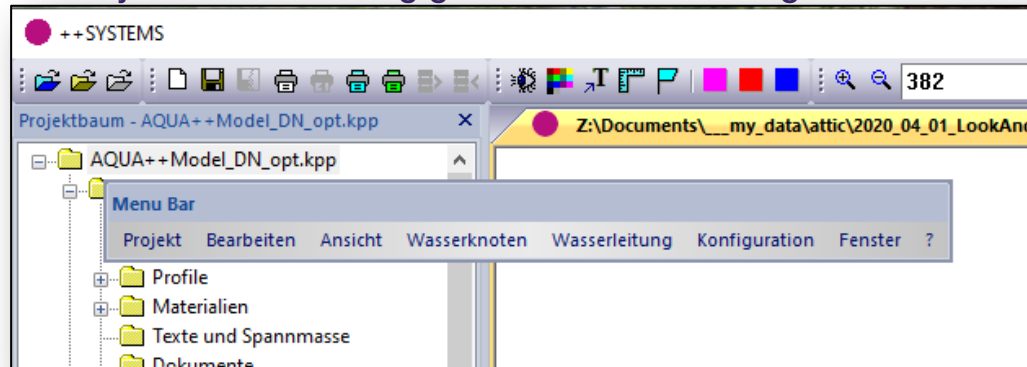 ++SYSTEMS
382
Projektbaum - AQUA++Model_DN_opt.kpp
Z:\Documents\___my_data\attic\2020_04_01_LookAn
AQUA++Model_DN_opt.kpp
Menu Bar
Projekt Bearbeiten Ansicht Wasserknoten Wasserleitung Konfiguration Fenster ?
Profile
Materialien
Texte und Spannmasse
Dokumente